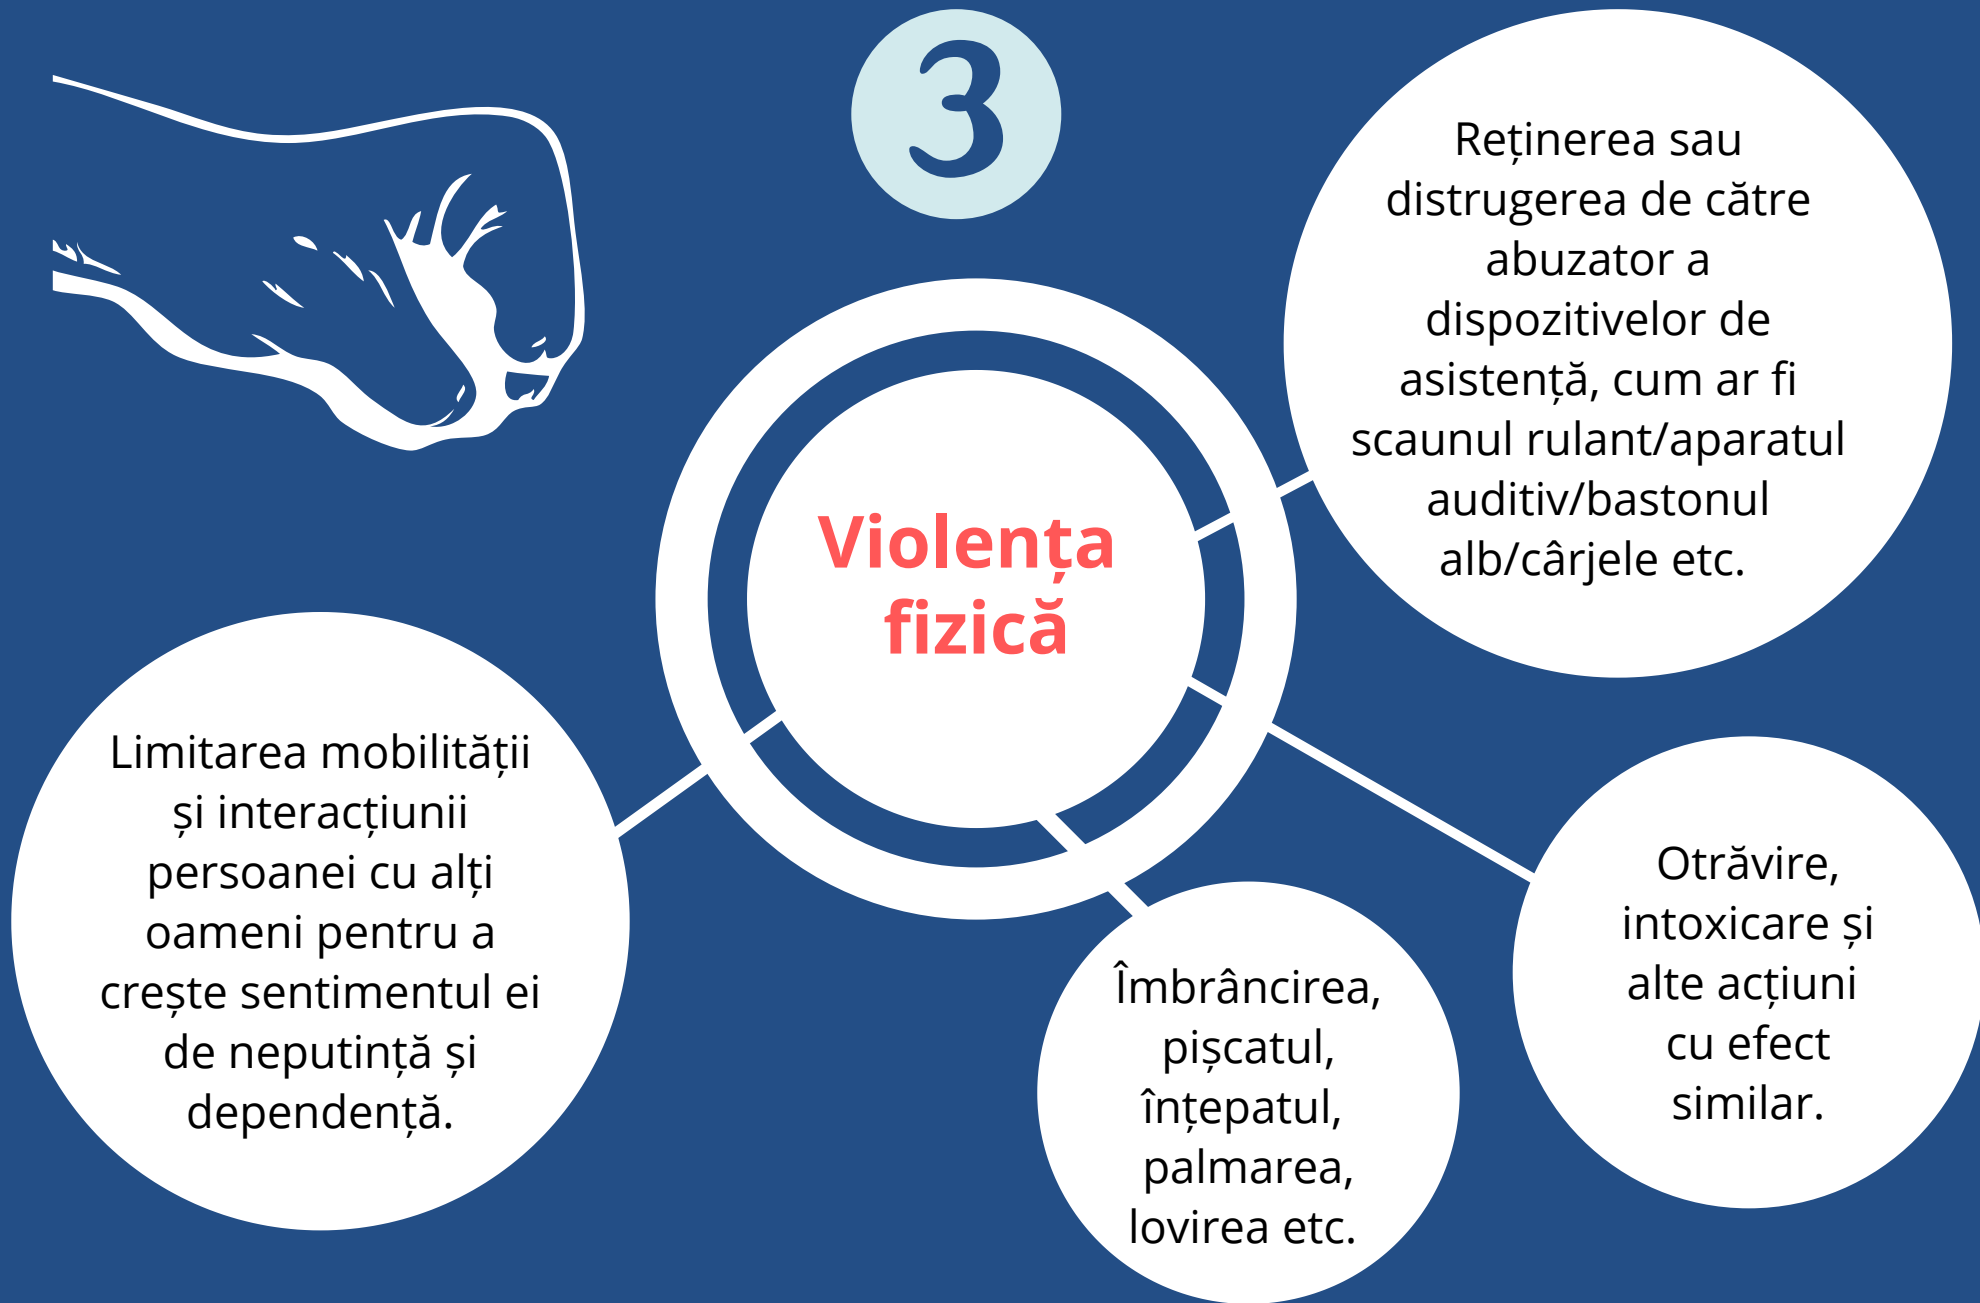 3
Violența
fizică
Reținerea sau
distrugerea de către
abuzator a
dispozitivelor de
asistență, cum ar fi
scaunul rulant/aparatul
auditiv/bastonul
alb/cârjele etc.
Limitarea mobilității
și interacțiunii
persoanei cu alți
oameni pentru a
crește sentimentul ei
de neputință și
dependență.
Îmbrâncirea,
pișcatul,
înțepatul,
palmarea,
lovirea etc.
Otrăvire,
intoxicare și
alte acțiuni
cu efect
similar.